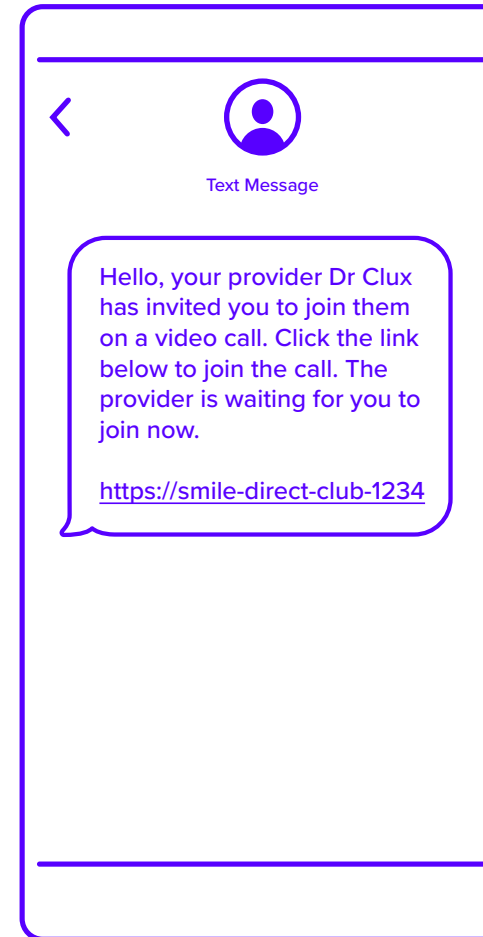 Text Message
Hello, your provider Dr Clux
has invited you to join them
on a video call. Click the link
below to join the call. The
provider is waiting for you to
join now.
https://smile-direct-club-1234